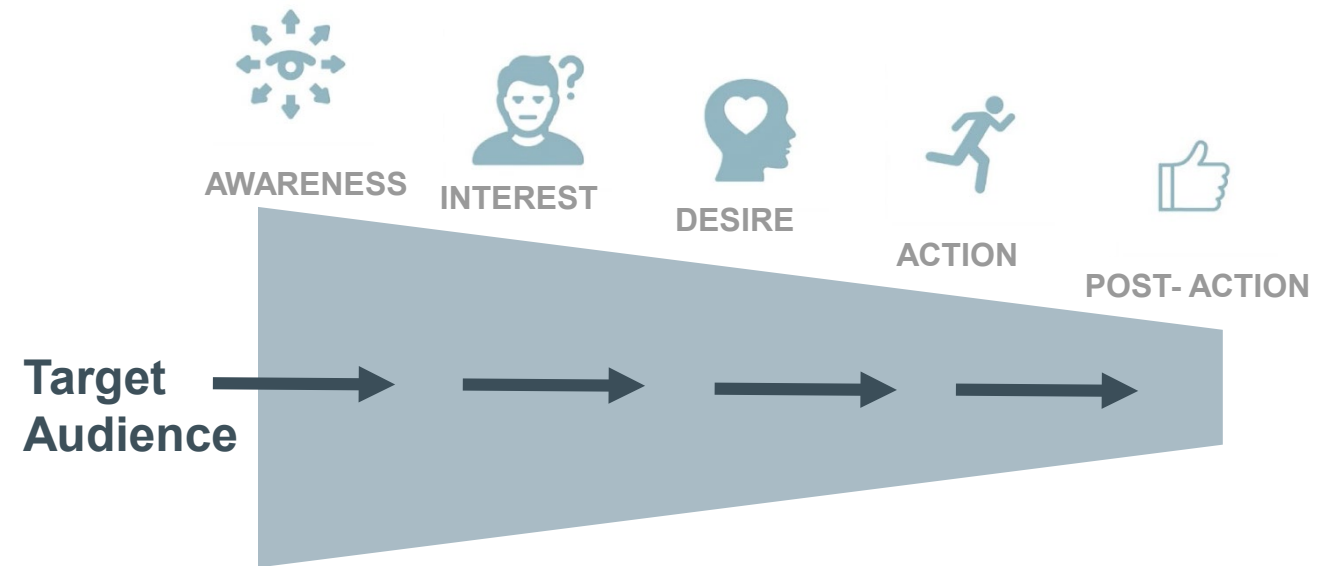 AWARENESS
INTEREST
?
DESIRE
ACTION
POST- ACTION
Target
Audience